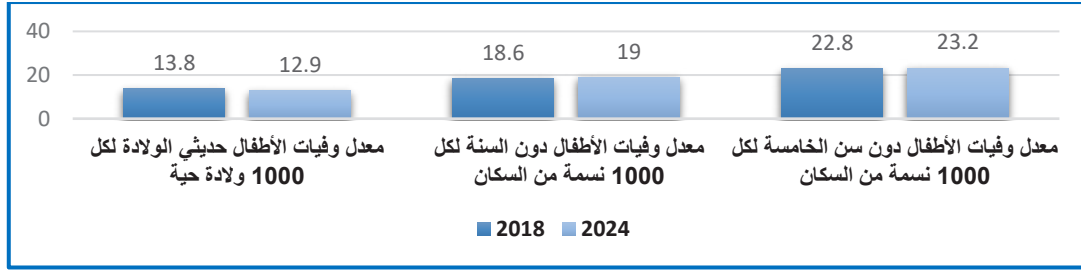 40
20
0
13.8
12.9
18.6
19
22.8
23.2
معدل وفيات الأطفال حديثي الولادة لكل
1000 ولادة حية
معدل وفيات الأطفال دون السنة لكل
1000 نسمة من السكان
معدل وفيات الأطفال دون سن الخامسة لكل
1000 نسمة من السكان
2018
2024